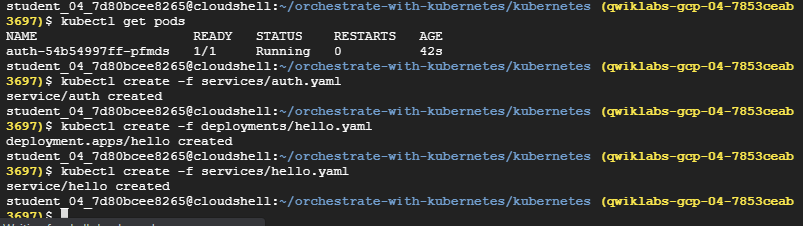 student_04_7d80bcee8265@cloudshell:~/orchestrate-with-kubernetes/kubernetes (qwiklabs-gcp-04-7853ceab
3697)$ kubectl get pods
NAME                    READY   STATUS    RESTARTS   AGE
auth-54b54997ff-pfmds   1/1     Running   0          42s
student_04_7d80bcee8265@cloudshell:~/orchestrate-with-kubernetes/kubernetes (qwiklabs-gcp-04-7853ceab
3697)$ kubectl create -f services/auth.yaml
service/auth created
student_04_7d80bcee8265@cloudshell:~/orchestrate-with-kubernetes/kubernetes (qwiklabs-gcp-04-7853ceab
3697)$ kubectl create -f deployments/hello.yaml
deployment.apps/hello created
student_04_7d80bcee8265@cloudshell:~/orchestrate-with-kubernetes/kubernetes (qwiklabs-gcp-04-7853ceab
3697)$ kubectl create -f services/hello.yaml
service/hello created
student_04_7d80bcee8265@cloudshell:~/orchestrate-with-kubernetes/kubernetes (qwiklabs-gcp-04-7853ceab
3697)$